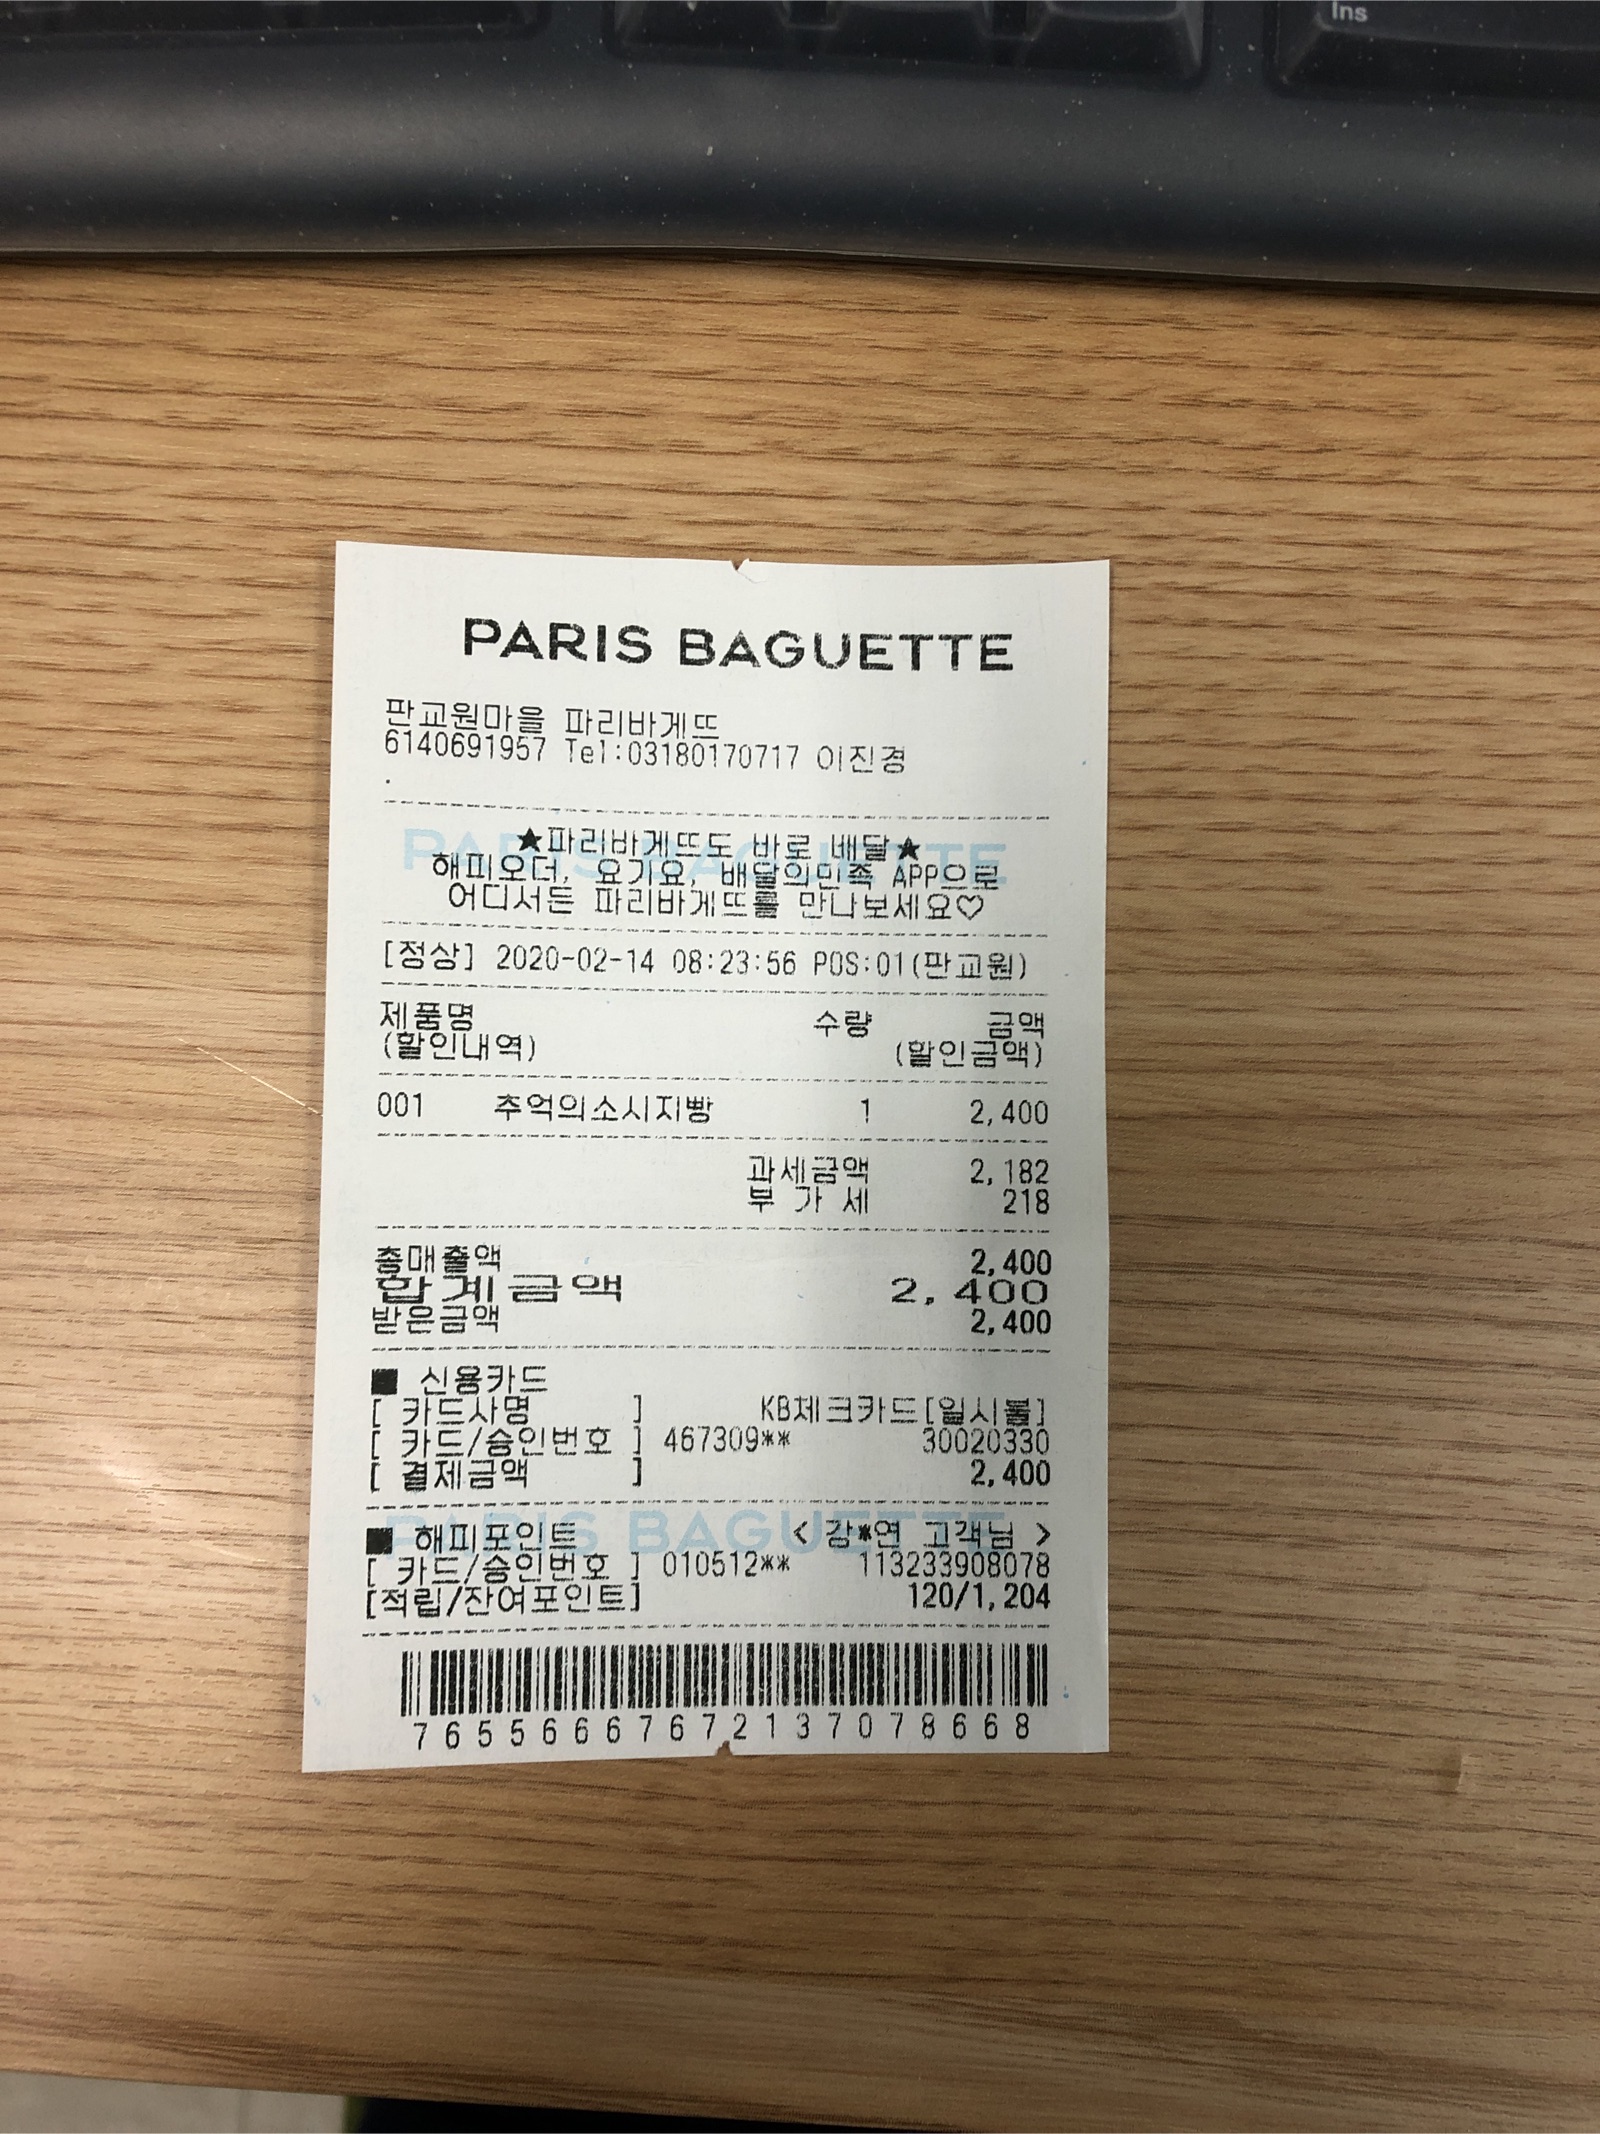 Ins
PARIS BAGUETTE
판교원마을 파리바게뜨
6140691957 Tel:03180170717 이진경
.
PARIS BAGUETTE
★파리바게뜨도 바로 배달★
해피오더, 요기요, 배달의민족 APP으로
어디서든 파리바게뜨를 만나보세요♡
[정상] 2020-02-14 08:23:56 POS:01(판교원)
제품명 수량 금액
(할인내역) (할인금액)
001 추억의소시지빵 1 2,400
과세금액 2,182
부 가 세 218
총매출액 2,400
합계금액 2,400
받은금액 2,400
■ 신용카드
[ 카드사명 ] KB체크카드[일시불]
[ 카드/승인번호 ] 467309** 30020330
[ 결제금액 ] 2,400
PARIS BAGUETTE
■ 해피포인트 < 강*연 고객님 >
[ 카드/승인번호 ] 010512** 113233908078
[적립/잔여포인트] 120/1,204
76556667672137078668